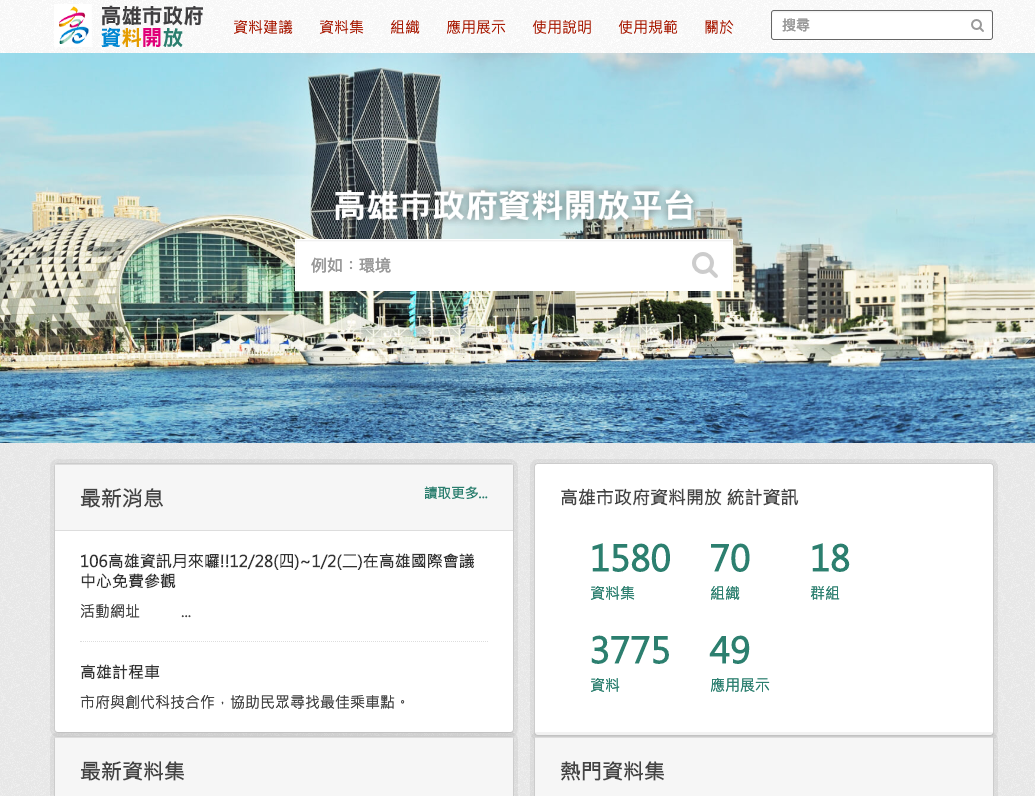 高雄市政府
資料開放
資料建議 資料集 組織 應用展示 使用說明 使用規範 關於
搜尋
高雄市政府資料開放平台
例如：環境
最新消息
讀取更多...
106高雄資訊月來囉!!12/28(四)~1/2(二)在高雄國際會議
中心免費參觀
活動網址 ...
高雄計程車
市府與創代科技合作，協助民眾尋找最佳乘車點。
高雄市政府資料開放 統計資訊
1580 70 18
資料集 組織 群組
3775 49
資料 應用展示
最新資料集
熱門資料集